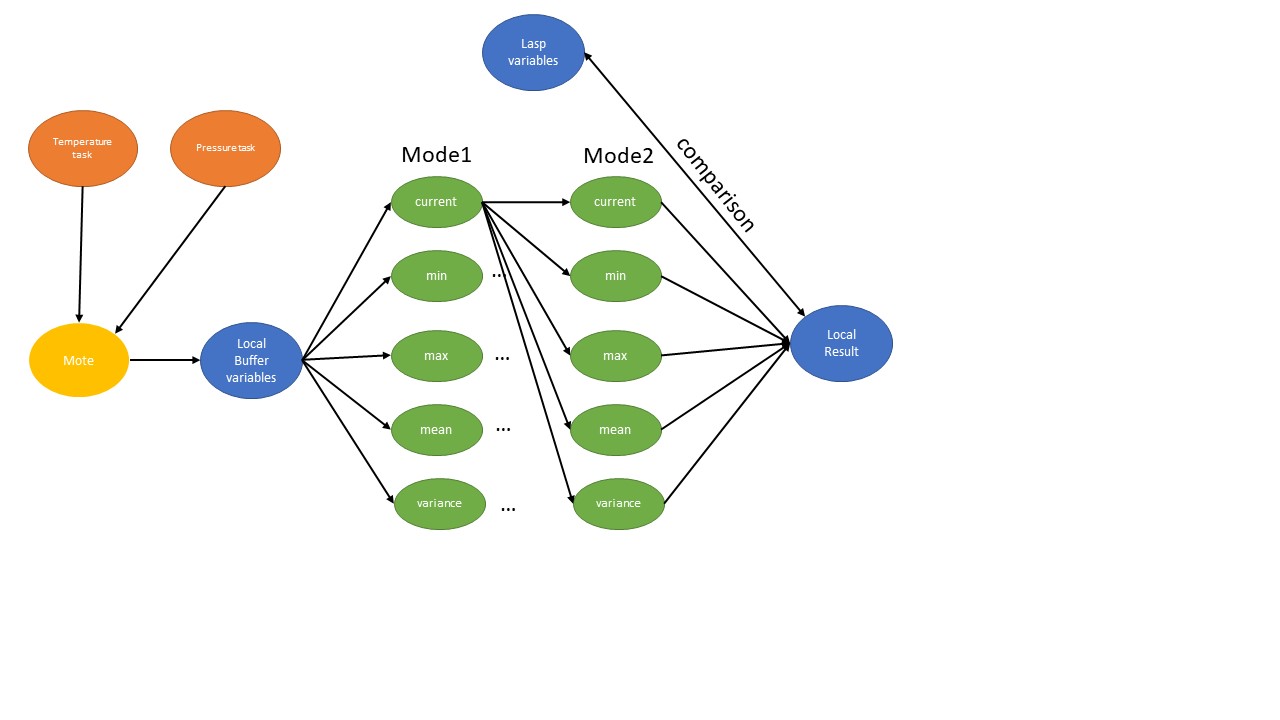 Lasp
variables
Temperature
task
Pressure task
comparison
Mode1
Mode2
current
current
min
...
min
Mote
Local
Buffer
variables
max
...
max
Local
Result
mean
...
mean
variance
...
variance